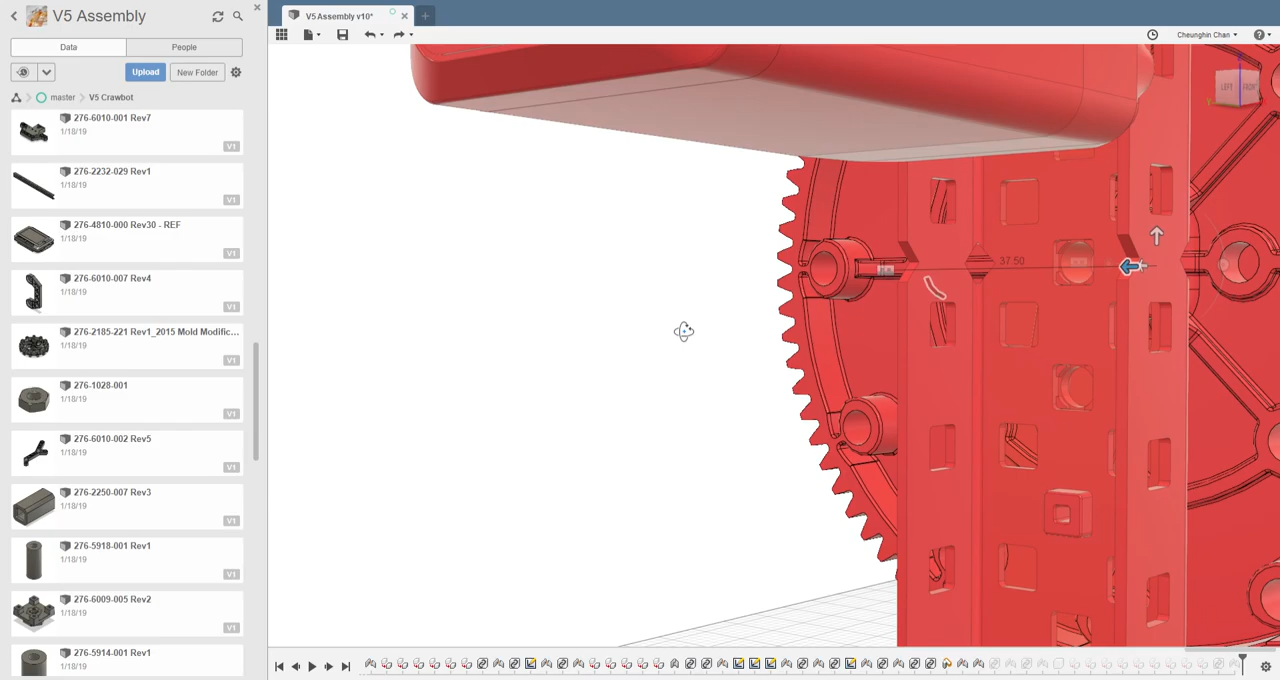 V5 Assembly
Data
People
Upload
New Folder
master
V5 Crawbot
276-6010-001 Rev7
1/18/19
V1
276-2232-029 Rev1
1/18/19
V1
276-4810-000 Rev30 - REF
1/18/19
V1
276-6010-007 Rev4
1/18/19
V1
276-2185-221 Rev1_2015 Mold Modific...
1/18/19
V1
276-1028-001
1/18/19
V1
276-6010-002 Rev5
1/18/19
V1
276-2250-007 Rev3
1/18/19
V1
276-5918-001 Rev1
1/18/19
V1
276-6009-005 Rev2
1/18/19
V1
276-5914-001 Rev1
1/18/19
V1
V5 Assembly v10*
Cheunghin Chan
LEFT
FRONT
37.50